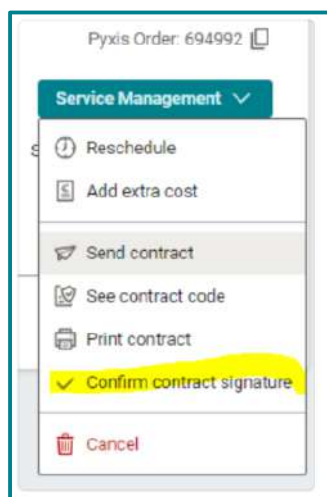 Pyxis Order: 694992
Service Management
Reschedule
Add extra cost
Send contract
See contract code
Print contract
Confirm contract signature
Cancel